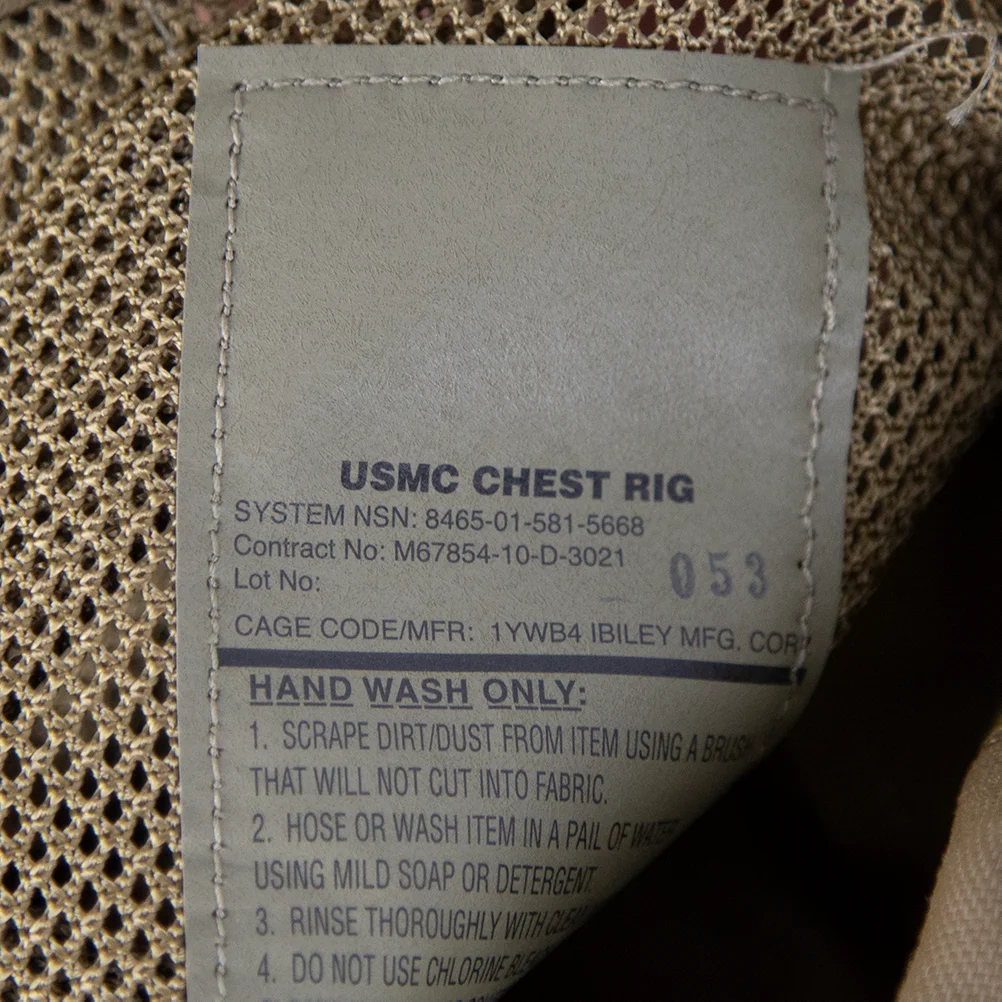 USMC CHEST RIG
SYSTEM NSN: 8465-01-581-5668
Contract No: M67854-10-D-3021
Lot No: 053
CAGE CODE/MFR: 1YWB4 IBILEY MFG. CORP
HAND WASH ONLY:
1. SCRAPE DIRT/DUST FROM ITEM USING A BRUSH
THAT WILL NOT CUT INTO FABRIC.
2. HOSE OR WASH ITEM IN A PAIL OF WATER
USING MILD SOAP OR DETERGENT.
3. RINSE THOROUGHLY WITH CLEAN
4. DO NOT USE CHLORINE